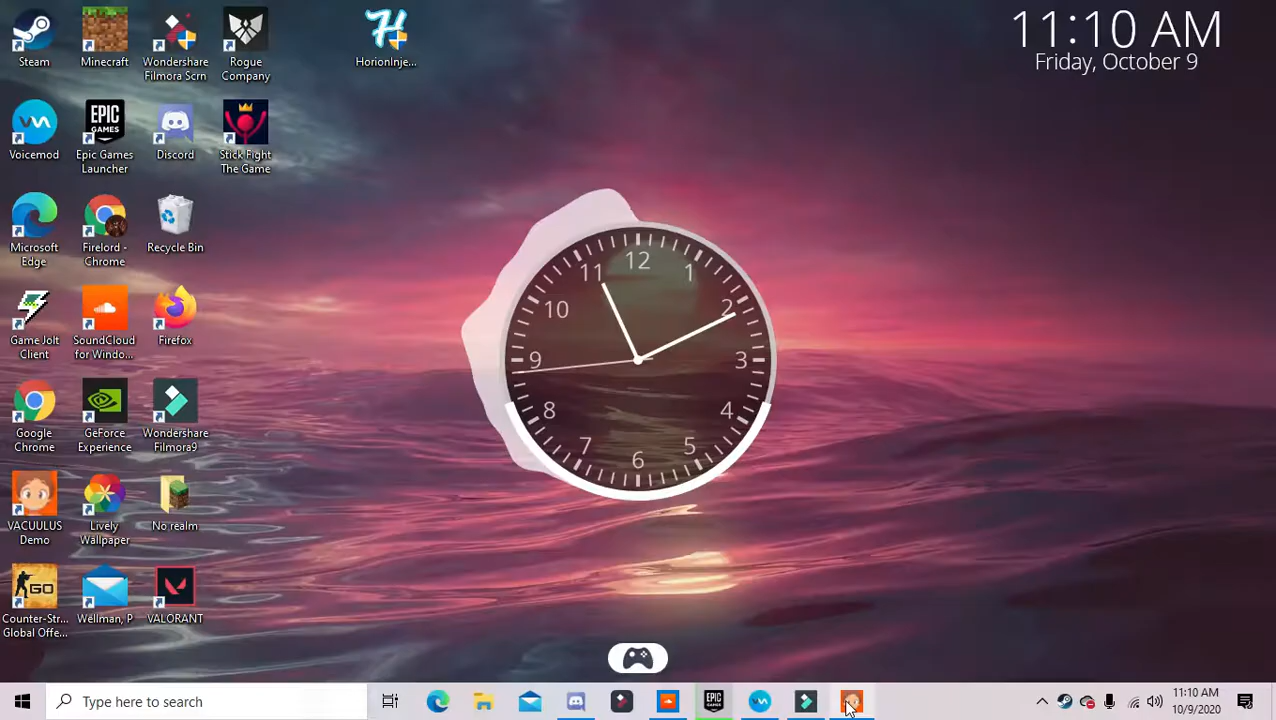 11:10 AM
Friday, October 9
Steam
Minecraft
Wondershare
Filmora Scrn
Rogue
Company
HorionInje...
Voicemod
EPIC
GAMES
Epic Games
Launcher
Discord
Stick Fight
The Game
Microsoft
Edge
Firelord -
Chrome
Recycle Bin
Game Jolt
Client
SoundCloud
for Windo...
Firefox
Google
Chrome
GeForce
Experience
Wondershare
Filmora9
VACUULUS
Demo
Lively
Wallpaper
No realm
GO
Counter-Str...
Global Offe...
Wellman, P
VALORANT
12
1
2
3
4
5
6
7
8
9
10
11
Type here to search
EPIC
GAMES
11:10 AM
10/9/2020